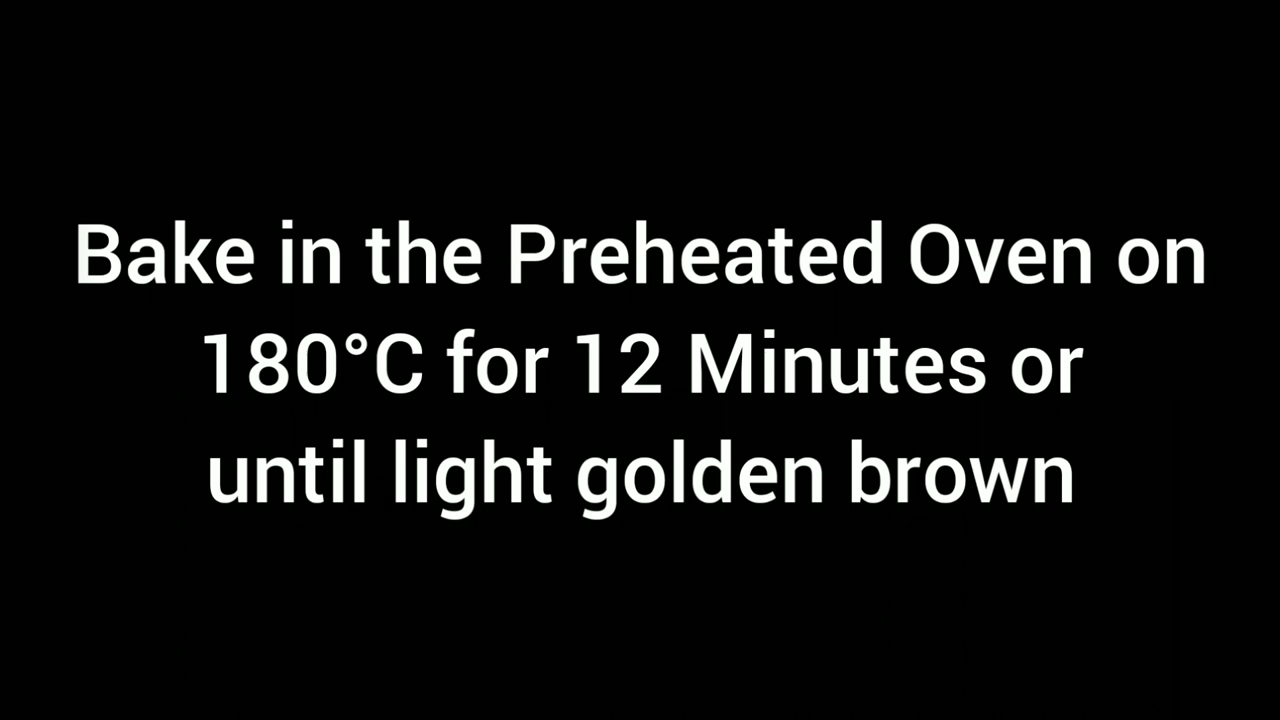 Bake in the Preheated Oven on
180°C for 12 Minutes or
until light golden brown